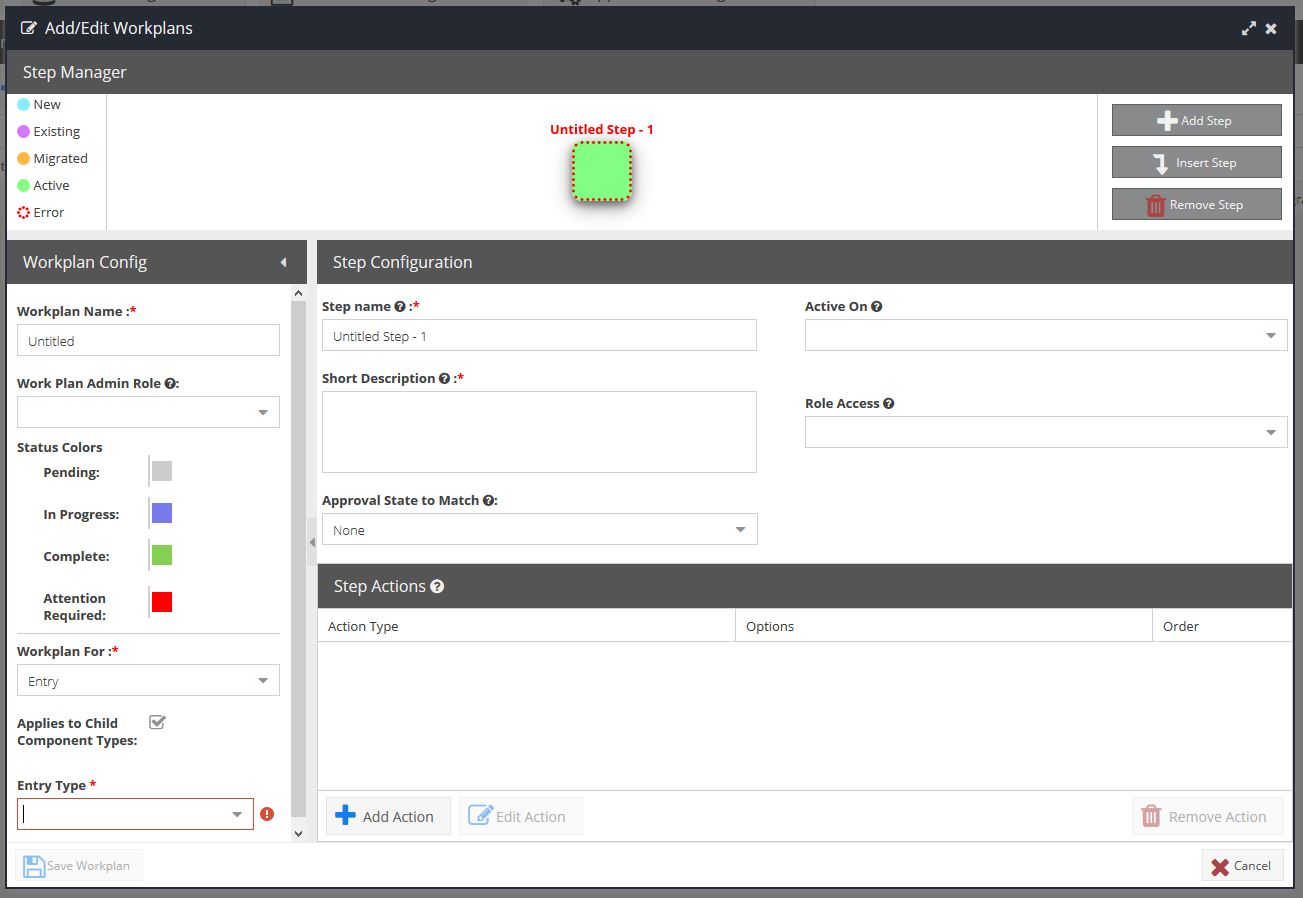 Add/Edit Workplans
Step Manager
New
Existing
Migrated
Active
Error
Untitled Step - 1
Add Step
Insert Step
Remove Step
Workplan Config
Workplan Name :*
Untitled
Work Plan Admin Role ?:
Status Colors
Pending:
In Progress:
Complete:
Attention
Required:
Workplan For :*
Entry
Applies to Child
Component Types:
Entry Type *
Step Configuration
Step name ? :*
Untitled Step - 1
Active On ?
Short Description ? :*
Role Access ?
Approval State to Match ?:
None
Step Actions ?
Action Type
Options
Order
Add Action
Edit Action
Remove Action
Save Workplan
Cancel